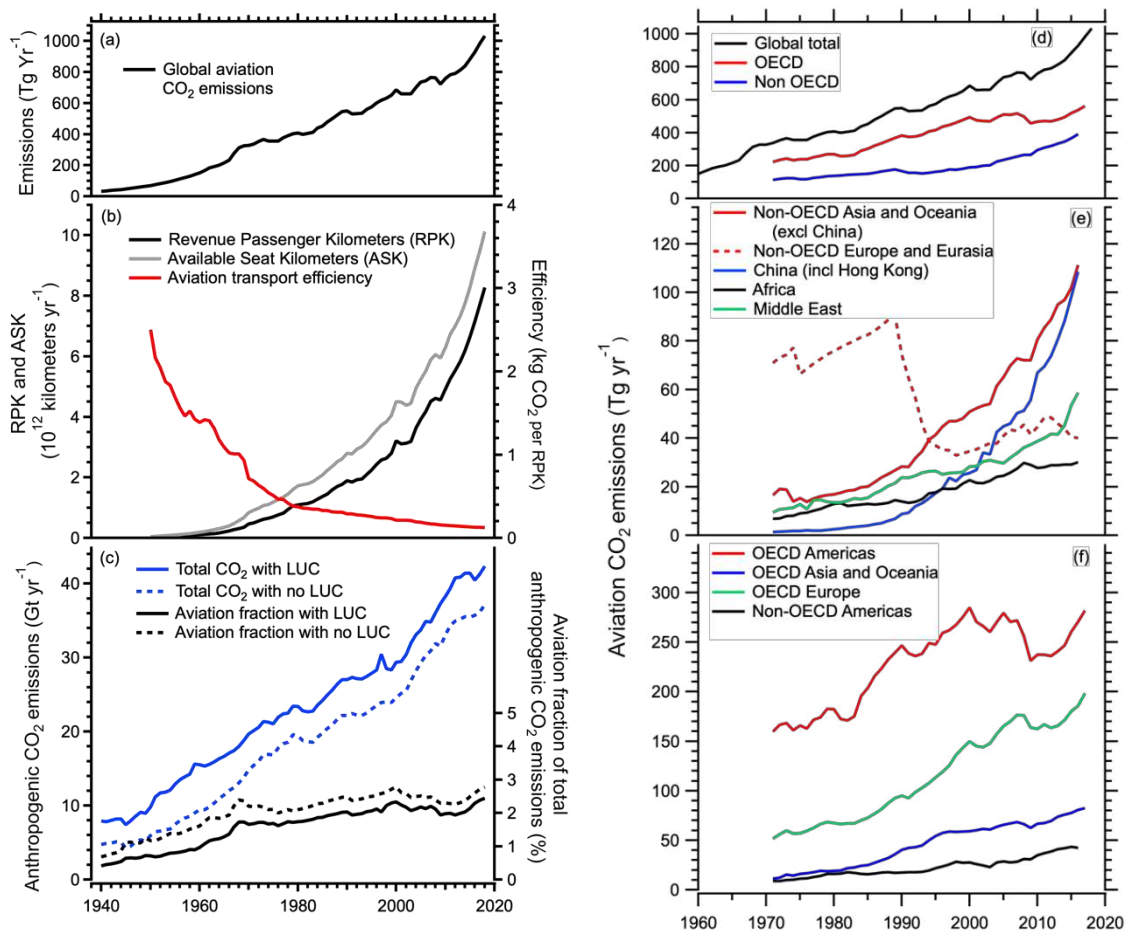 (a)
Global aviation
CO2 emissions
Emissions (Tg Yr-1)
1000
800
600
400
200
0
(b)
Revenue Passenger Kilometers (RPK)
Available Seat Kilometers (ASK)
Aviation transport efficiency
RPK and ASK
(10^12 kilometers yr-1)
10
8
6
4
2
0
Efficiency (kg CO2 per RPK)
4
3
2
1
0
(c)
Total CO2 with LUC
Total CO2 with no LUC
Aviation fraction with LUC
Aviation fraction with no LUC
Anthropogenic CO2 emissions (Gt yr-1)
40
30
20
10
0
Aviation fraction of total
anthropogenic CO2 emissions (%)
5
4
3
2
1
0
1940
1960
1980
2000
2020
(d)
Global total
OECD
Non OECD
1000
800
600
400
200
0
(e)
Non-OECD Asia and Oceania
(excl China)
Non-OECD Europe and Eurasia
China (incl Hong Kong)
Africa
Middle East
Aviation CO2 emissions (Tg yr-1)
120
100
80
60
40
20
0
(f)
OECD Americas
OECD Asia and Oceania
OECD Europe
Non-OECD Americas
300
250
200
150
100
50
0
1960
1970
1980
1990
2000
2010
2020